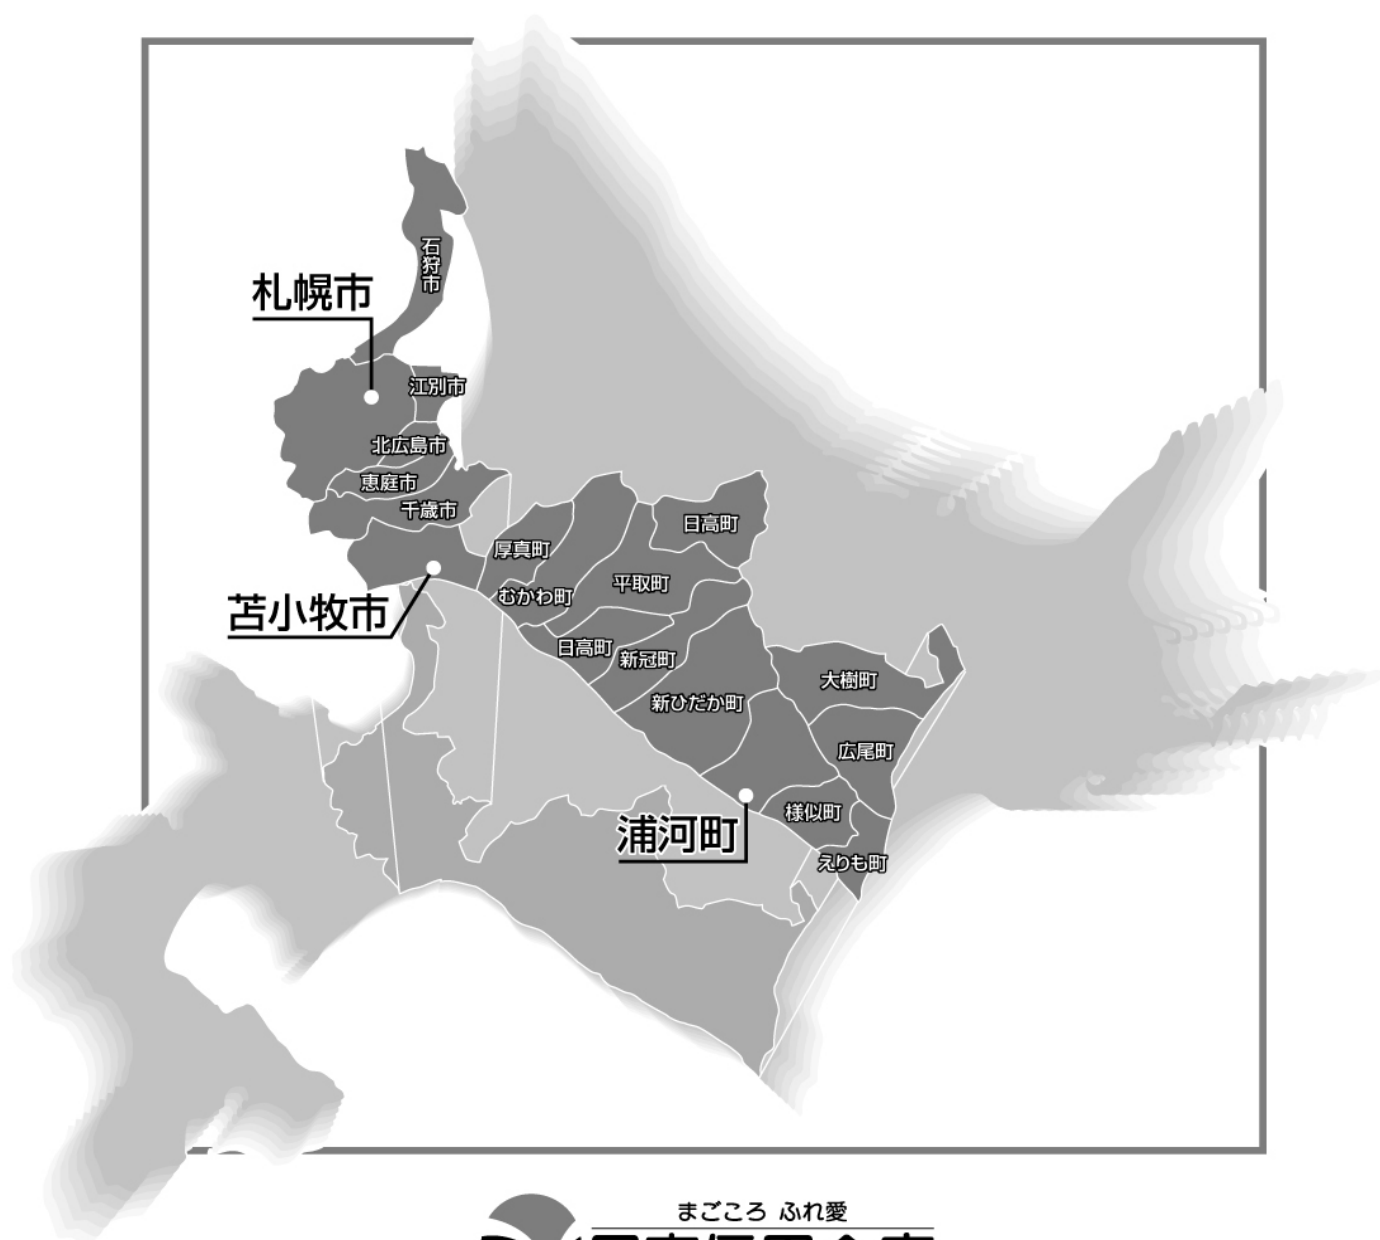 石狩市
札幌市
江別市
北広島市
恵庭市
千歳市
日高町
厚真町
平取町
むかわ町
苫小牧市
日高町
新冠町
大樹町
新ひだか町
広尾町
様似町
浦河町
えりも町
まごころ ふれ愛